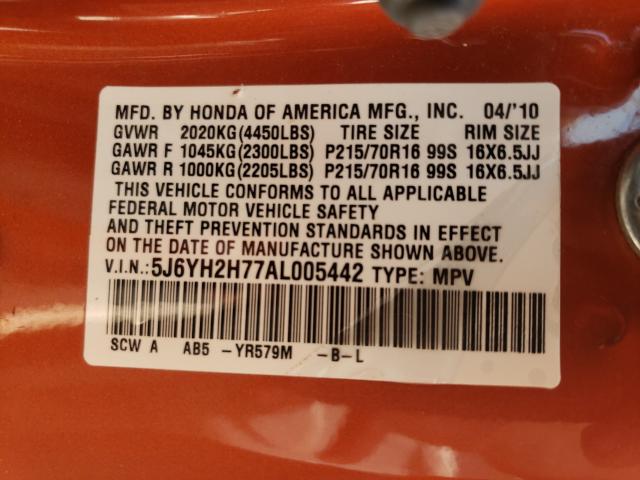 MFD. BY HONDA OF AMERICA MFG., INC. 04/'10
GVWR 2020KG(4450LBS) TIRE SIZE RIM SIZE
GAWR F 1045KG(2300LBS) P215/70R16 99S 16X6.5JJ
GAWR R 1000KG(2205LBS) P215/70R16 99S 16X6.5JJ
THIS VEHICLE CONFORMS TO ALL APPLICABLE
FEDERAL MOTOR VEHICLE SAFETY
AND THEFT PREVENTION STANDARDS IN EFFECT
ON THE DATE OF MANUFACTURE SHOWN ABOVE.
V.I.N.:5J6YH2H77AL005442 TYPE: MPV
SCW A AB5 -YR579M -B-L